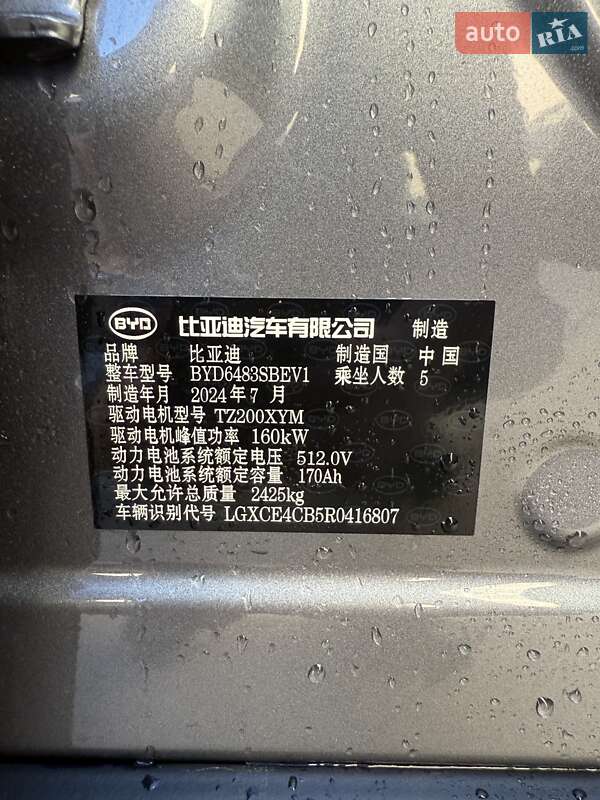 auto RIA.com
BYD 比亚迪汽车有限公司 制造
品牌 比亚迪 制造国 中国
整车型号 BYD6483SBEV1 乘坐人数 5
制造年月 2024年7月
驱动电机型号 TZ200XYM
驱动电机峰值功率 160kW
动力电池系统额定电压 512.0V
动力电池系统额定容量 170Ah
最大允许总质量 2425kg
车辆识别代号 LGXCE4CB5R0416807